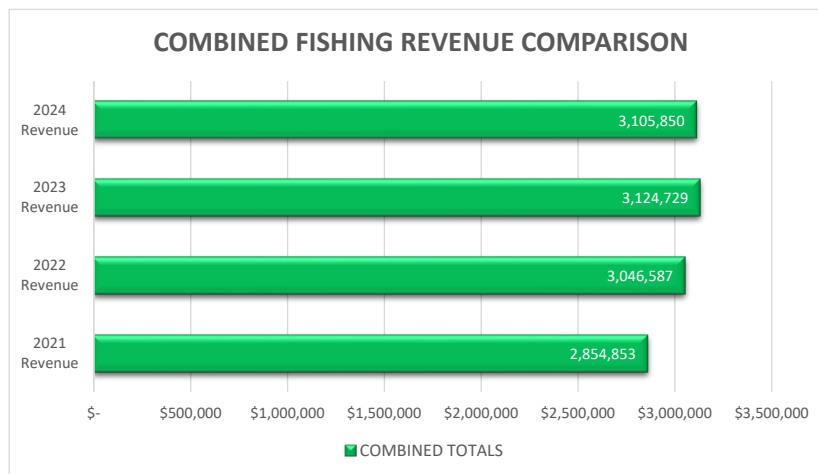 COMBINED FISHING REVENUE COMPARISON
2024
Revenue
3,105,850
2023
Revenue
3,124,729
2022
Revenue
3,046,587
2021
Revenue
2,854,853
$- $500,000 $1,000,000 $1,500,000 $2,000,000 $2,500,000 $3,000,000 $3,500,000
COMBINED TOTALS